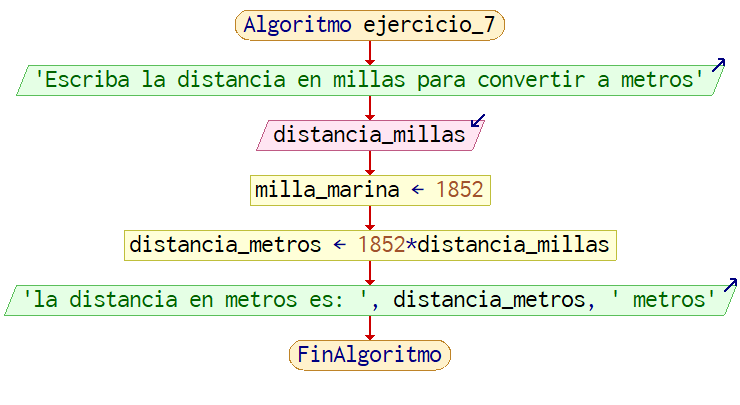 Algoritmo ejercicio_7
'Escriba la distancia en millas para convertir a metros'
distancia_millas
milla_marina ← 1852
distancia_metros ← 1852*distancia_millas
'la distancia en metros es: ', distancia_metros, ' metros'
FinAlgoritmo